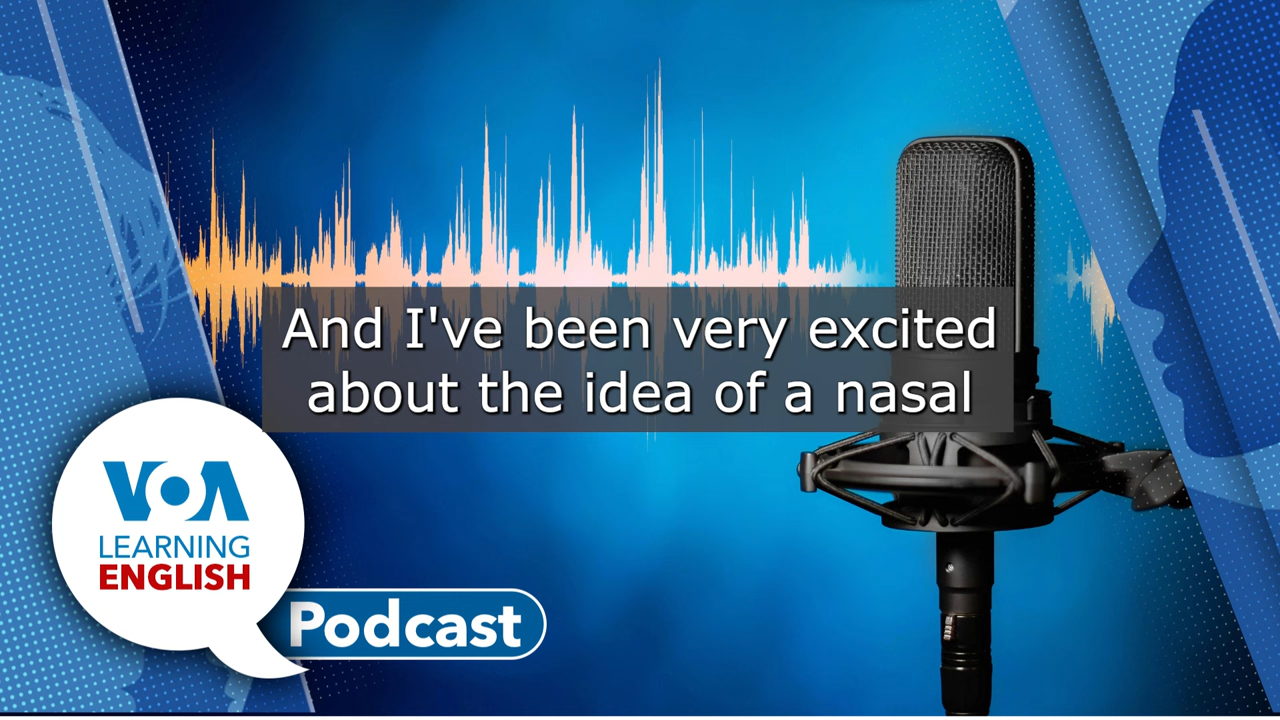 And I've been very excited
about the idea of a nasal
VOA
LEARNING
ENGLISH
Podcast